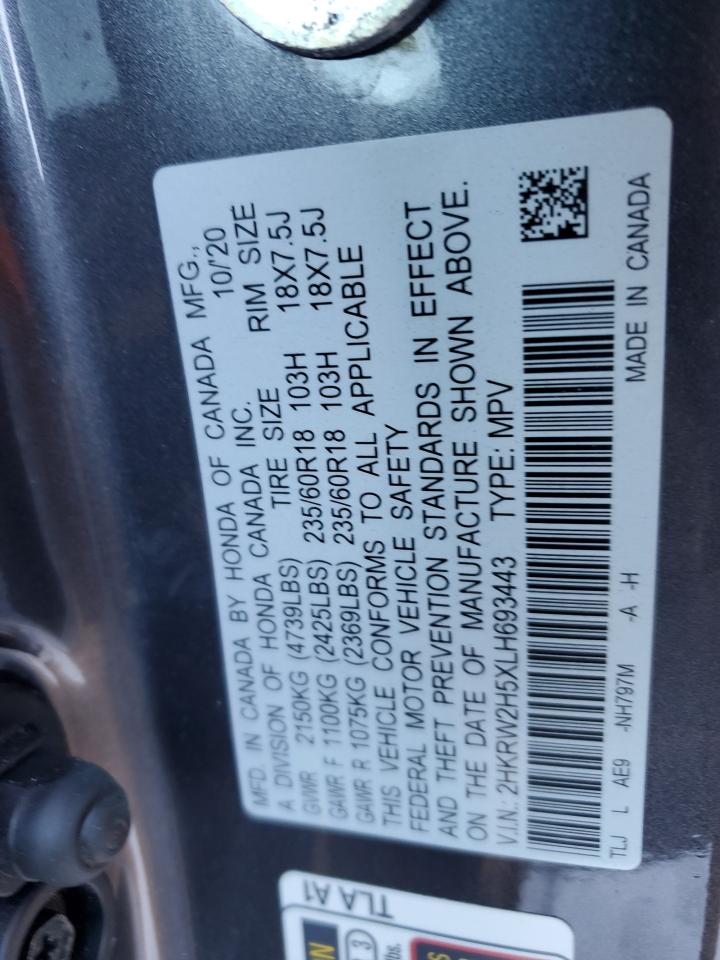 MFD. IN CANADA BY HONDA OF CANADA MFG.,
A DIVISION OF HONDA CANADA INC. 10/'20
GVWR 2150KG (4739LBS) TIRE SIZE RIM SIZE
GAWR F 1100KG (2425LBS) 235/60R18 103H 18X7.5J
GAWR R 1075KG (2369LBS) 235/60R18 103H 18X7.5J
THIS VEHICLE CONFORMS TO ALL APPLICABLE
FEDERAL MOTOR VEHICLE SAFETY
AND THEFT PREVENTION STANDARDS IN EFFECT
ON THE DATE OF MANUFACTURE SHOWN ABOVE.
V.I.N.: 2HKRW2H5XLH693443 TYPE: MPV
TLJ L AE9 -NH797M -A -H MADE IN CANADA
TLA A1
3
lbs.